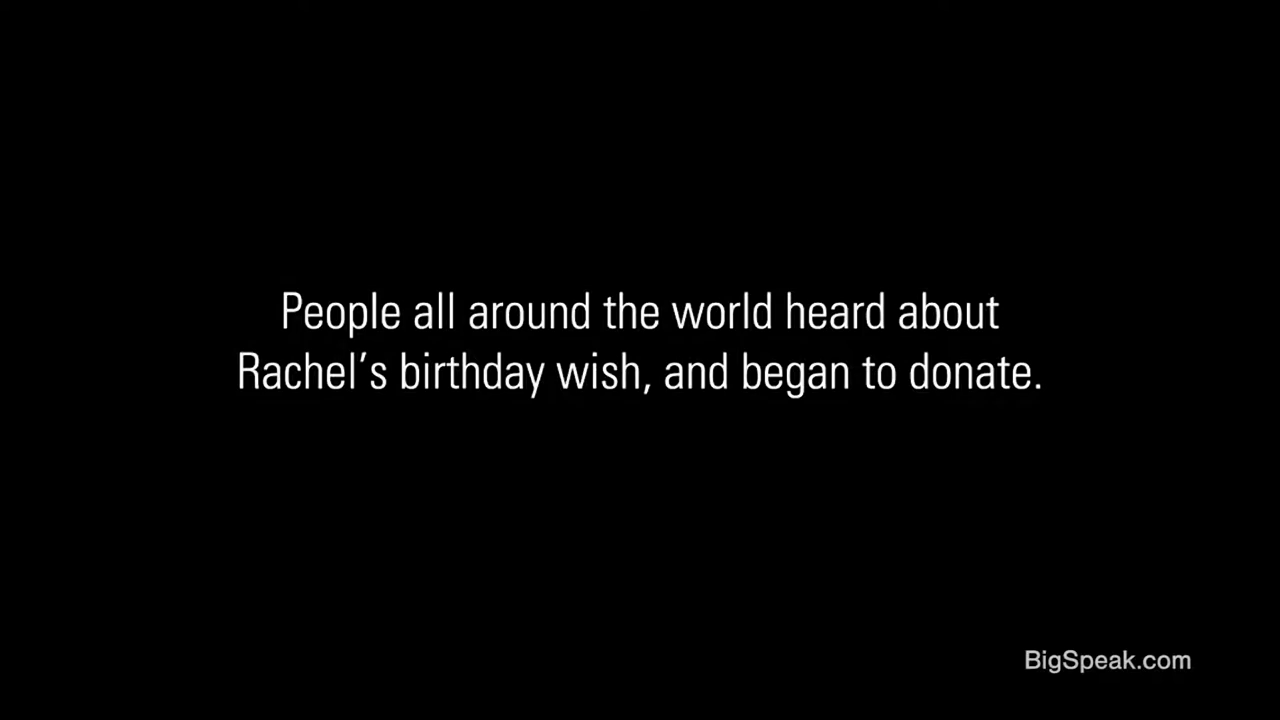 People all around the world heard about
Rachel’s birthday wish, and began to donate.
BigSpeak.com